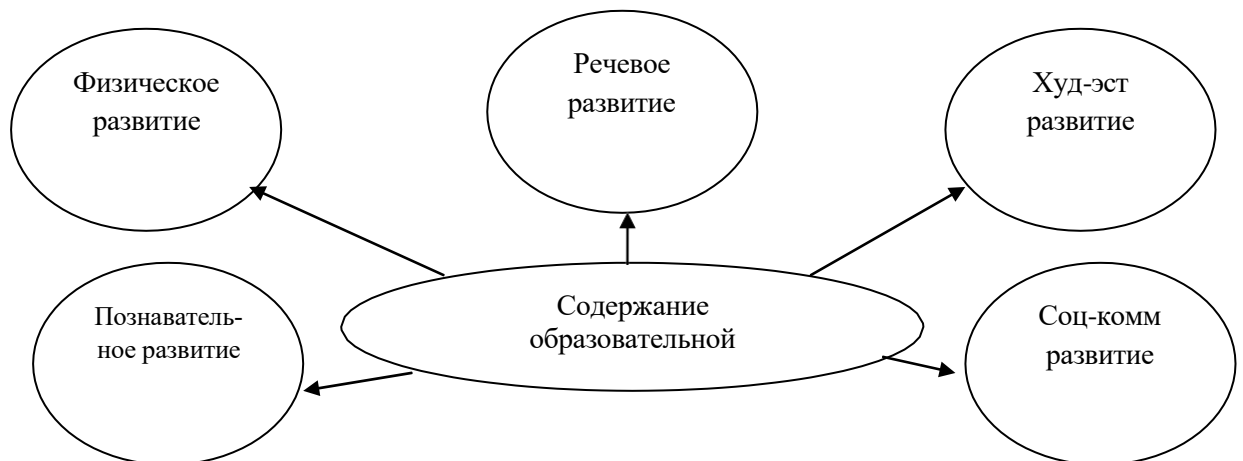 Физическое
развитие
Речевое
развитие
Худ-эст
развитие
Познаватель-
ное развитие
Содержание
образовательной
Соц-комм
развитие